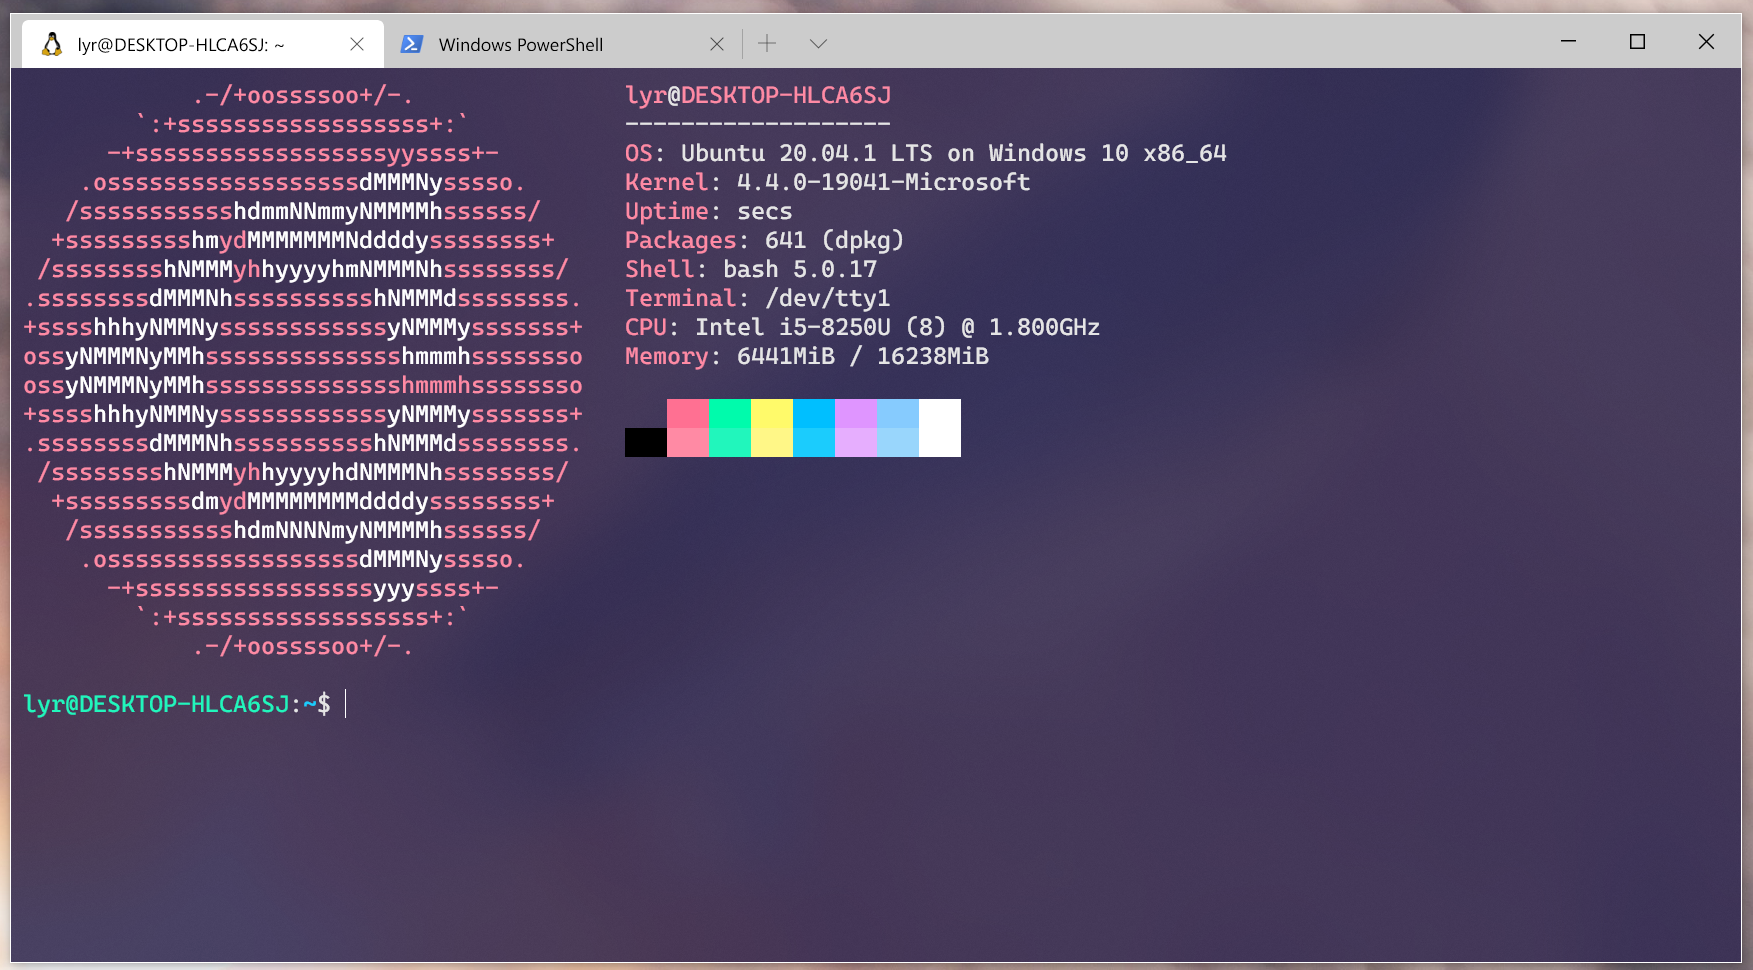 lyr@DESKTOP-HLCA6SJ: ~
Windows PowerShell
.-/+oossssoo+/-.
`:+ssssssssssssssssss+:`
-+ssssssssssssssssssyyssss+-
.ossssssssssssssssssdMMMNysssso.
/ssssssssssshdmmNNmmyNMMMMhssssss/
+ssssssssshmydMMMMMMMNddddyssssssss+
/sssssssshNMMMyhhyyyyhmNMMMNhssssssss/
.ssssssssdMMMNhsssssssssshNMMMdssssssss.
+sssshhhyNMMNyssssssssssssyNMMMysssssss+
ossyNMMMNyMMhsssssssssssssshmmmhssssssso
ossyNMMMNyMMhsssssssssssssshmmmhssssssso
+sssshhhyNMMNyssssssssssssyNMMMysssssss+
.ssssssssdMMMNhsssssssssshNMMMdssssssss.
/sssssssshNMMMyhhyyyyhdNMMMNhssssssss/
+sssssssssdmydMMMMMMMMddddyssssssss+
/ssssssssssshdmNNNNmyNMMMMhssssss/
.ossssssssssssssssssdMMMNysssso.
-+sssssssssssssssssyyyssss+-
`:+ssssssssssssssssss+:`
.-/+oossssoo+/-.
lyr@DESKTOP-HLCA6SJ
-------------------
OS: Ubuntu 20.04.1 LTS on Windows 10 x86_64
Kernel: 4.4.0-19041-Microsoft
Uptime: secs
Packages: 641 (dpkg)
Shell: bash 5.0.17
Terminal: /dev/tty1
CPU: Intel i5-8250U (8) @ 1.800GHz
Memory: 6441MiB / 16238MiB
lyr@DESKTOP-HLCA6SJ:~$